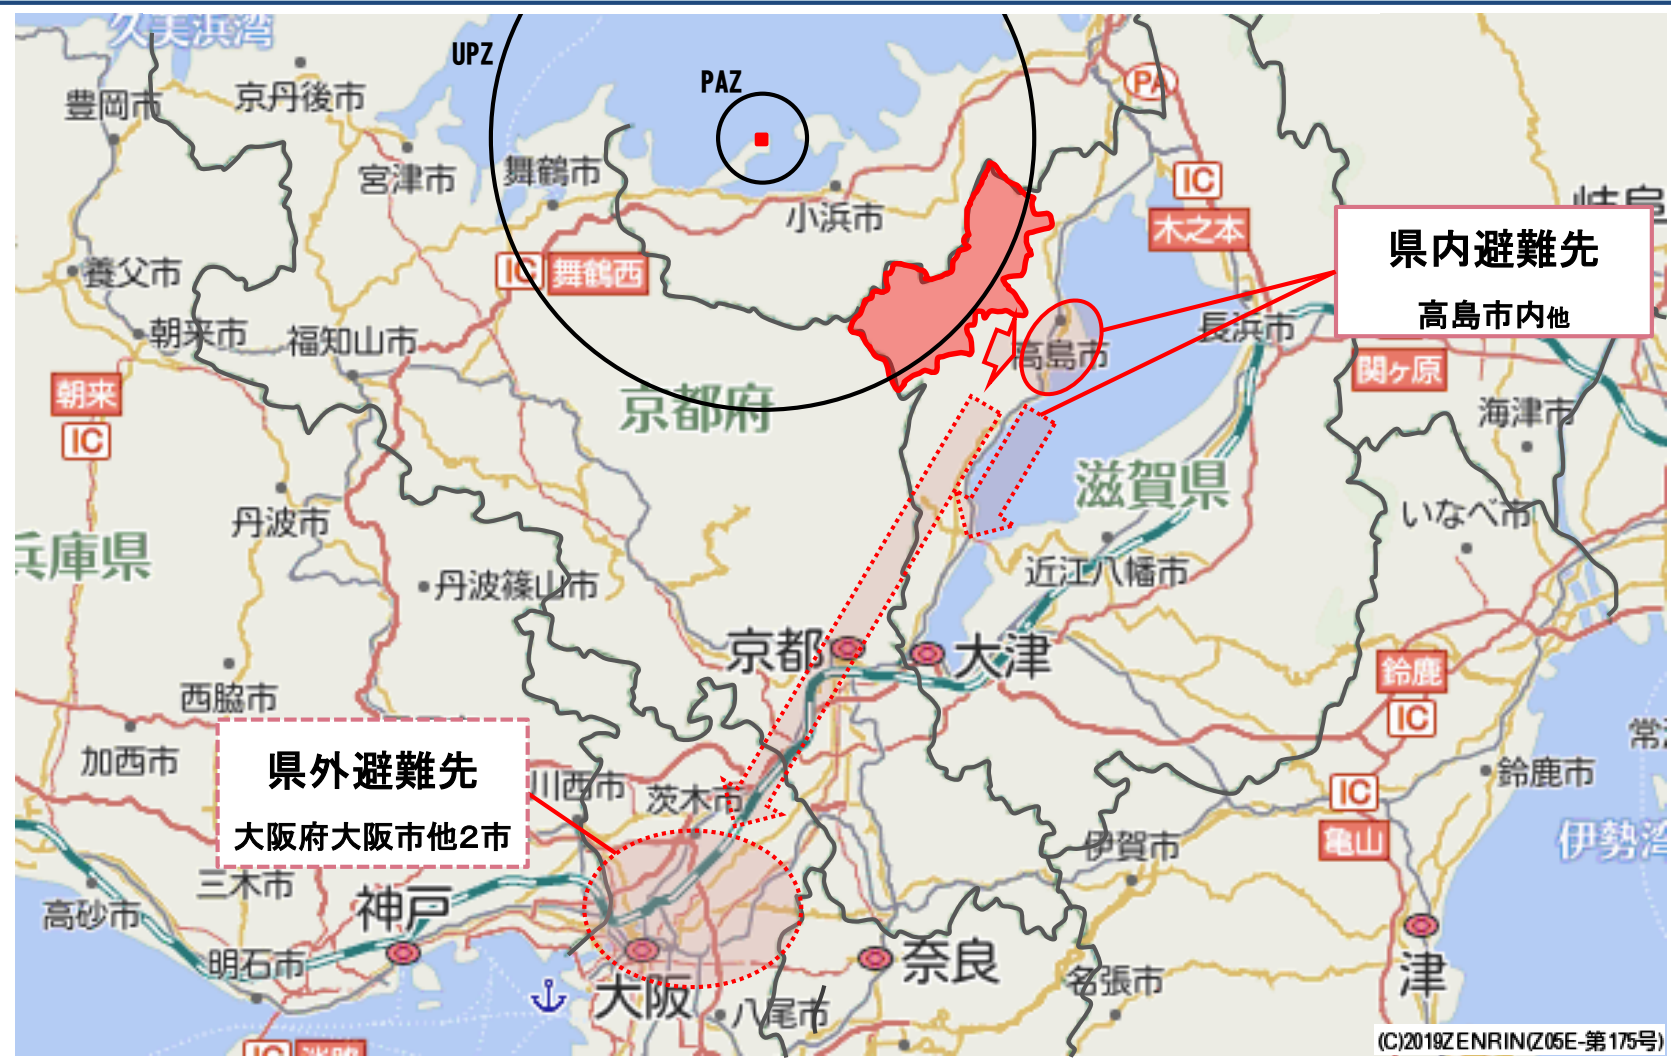 久美浜湾
UPZ
PAZ
豊岡市
京丹後市
宮津市
舞鶴市
小浜市
PA
IC
木之本
岐阜
県内避難先
高島市内他
養父市
IC
舞鶴西
朝来市
福知山市
高島市
長浜市
関ヶ原
朝来
IC
京都府
海津市
滋賀県
丹波市
いなべ市
兵庫県
丹波篠山市
近江八幡市
京都
大津
鈴鹿
IC
西脇市
加西市
県外避難先
大阪府大阪市他2市
川西市
茨木市
鈴鹿市
IC
亀山
伊賀市
伊勢湾
三木市
高砂市
神戸
明石市
大阪
八尾市
奈良
名張市
津
IC
(C)2019ZENRIN(Z05E-第175号)